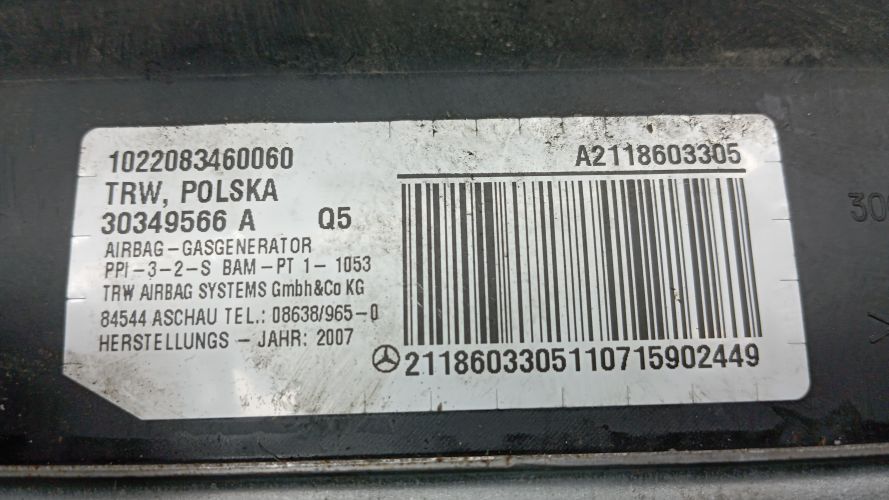 1022083460060
TRW, POLSKA
30349566 A Q5
AIRBAG-GASGENERATOR
PPI-3-2-S BAM-PT 1-1053
TRW AIRBAG SYSTEMS Gmbh&Co KG
84544 ASCHAU TEL.: 08638/965-0
HERSTELLUNGS - JAHR: 2007
A2118603305
2118603305110715902449
30